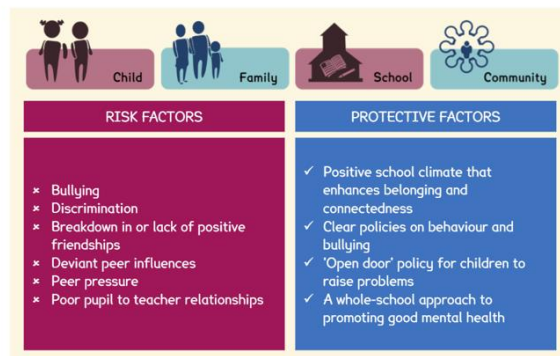 Child
Family
School
Community
RISK FACTORS
× Bullying
× Discrimination
× Breakdown in or lack of positive
friendships
× Deviant peer influences
× Peer pressure
× Poor pupil to teacher relationships
PROTECTIVE FACTORS
✓ Positive school climate that
enhances belonging and
connectedness
✓ Clear policies on behaviour and
bullying
✓ 'Open door' policy for children to
raise problems
✓ A whole-school approach to
promoting good mental health